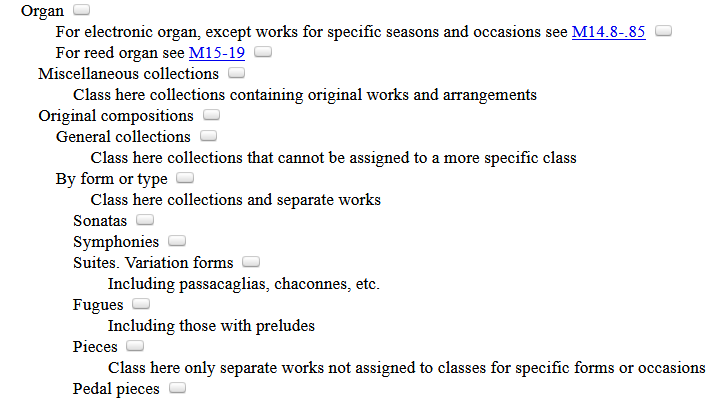 Organ
For electronic organ, except works for specific seasons and occasions see M14.8-.85
For reed organ see M15-19
Miscellaneous collections
Class here collections containing original works and arrangements
Original compositions
General collections
Class here collections that cannot be assigned to a more specific class
By form or type
Class here collections and separate works
Sonatas
Symphonies
Suites. Variation forms
Including passacaglias, chaconnes, etc.
Fugues
Including those with preludes
Pieces
Class here only separate works not assigned to classes for specific forms or occasions
Pedal pieces